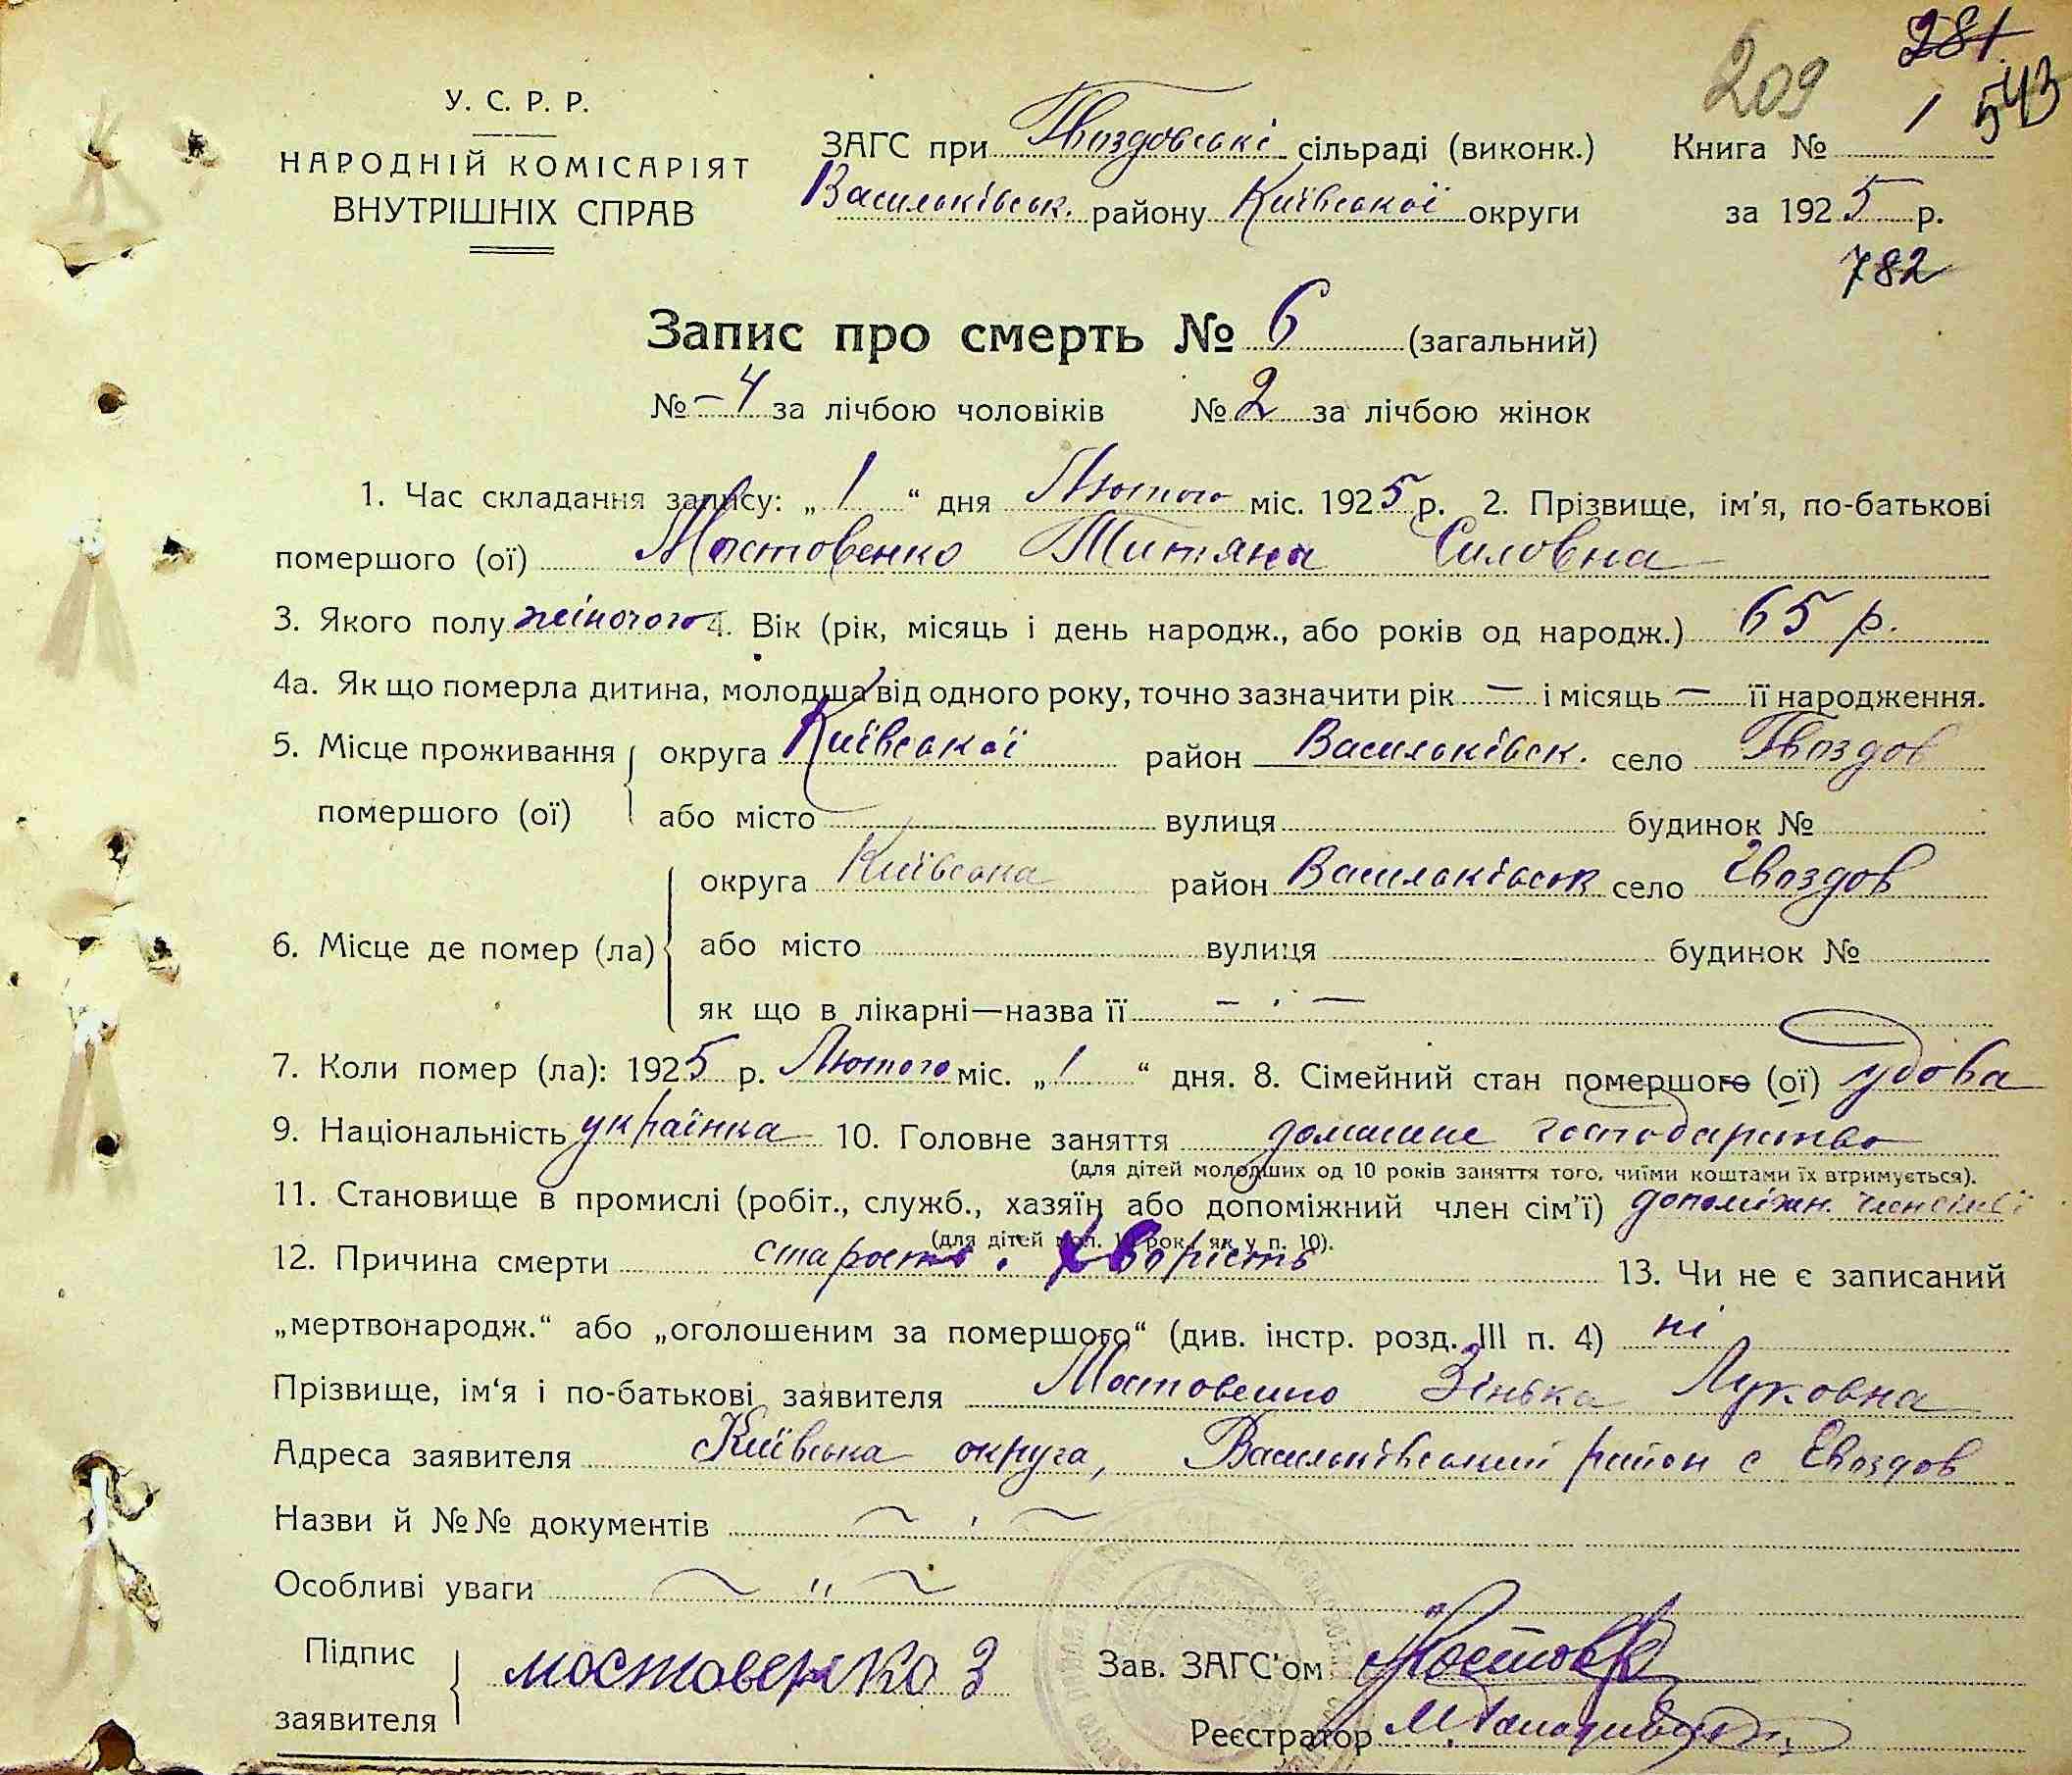 281
209 543
У. С. Р. Р.
НАРОДНІЙ КОМІСАРІЯТ
ВНУТРІШНІХ СПРАВ
ЗАГС при Гвоздовські сільраді (виконк.) Книга № 1
Васильківськ. району Київської округи за 1925 р.
782
Запис про смерть № 6 (загальний)
№ – 4 за лічбою чоловіків № 2 за лічбою жінок
1. Час складання запису: „ 1 “ дня Лютого міс. 1925 р. 2. Прізвище, ім’я, по-батькові
помершого (ої) Мостовенко Титяна Силовна
3. Якого полу жіночого 4. Вік (рік, місяць і день народж., або років од народж.) 65 р.
4а. Як що померла дитина, молодша від одного року, точно зазначити рік — і місяць — її народження.
5. Місце проживання округа Київської район Васильківськ. село Гвоздов
помершого (ої) або місто вулиця будинок №
округа Київська район Васильківськ село Гвоздов
6. Місце де помер (ла) або місто вулиця будинок №
як що в лікарні—назва її – · –
7. Коли помер (ла): 1925 р. Лютого міс. „ 1 “ дня. 8. Сімейний стан помершого (ої) удова
9. Національність українка 10. Головне заняття домашнє господарство
(для дітей молодших од 10 років заняття того, чиїми коштами їх втримується).
11. Становище в промислі (робіт., служб., хазяїн або допоміжний член сім’ї) допоміжн. член сімї
(для дітей мол. 10 рок. як у п. 10).
12. Причина смерти старость. хворість 13. Чи не є записаний
„мертвонародж.“ або „оголошеним за помершого“ (див. інстр. розд. III п. 4) ні
Прізвище, ім‘я і по-батькові заявителя Мостовенко Зінька Луковна
Адреса заявителя Київська округа, Васильківський район с Гвоздов
Назви й №№ документів ~ · ~
Особливі уваги ~ " ~
Підпис
заявителя мостовенко З
Зав. ЗАГС’ом
Реєстратор